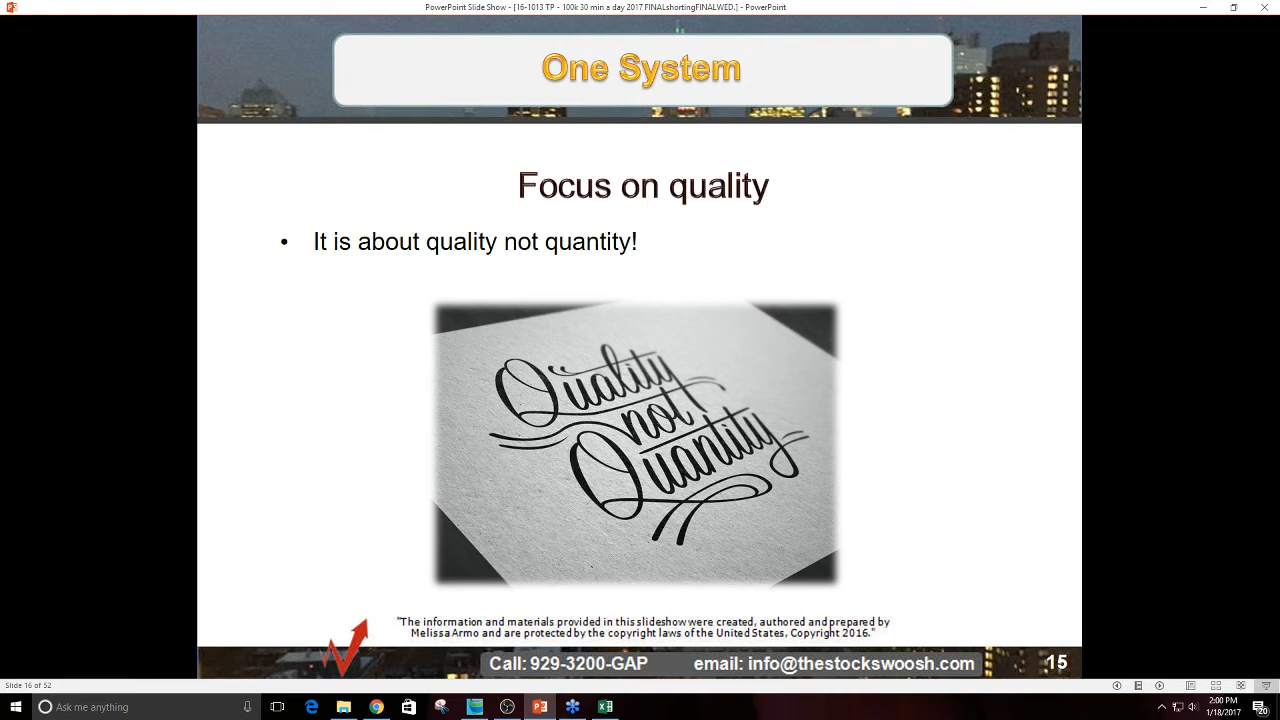 PowerPoint Slide Show - [16-1013 TP - 100k 30 min a day 2017 FINALshortingFINALWED.] - PowerPoint
One System
Focus on quality
• It is about quality not quantity!
Quality
not
Quantity
"The information and materials provided in this slideshow were created, authored and prepared by
Melissa Armo and are protected by the copyright laws of the United States, Copyright 2016."
Call: 929-3200-GAP email: info@thestockswoosh.com 15
Slide 16 of 52
Ask me anything
2:00 PM
1/18/2017
20